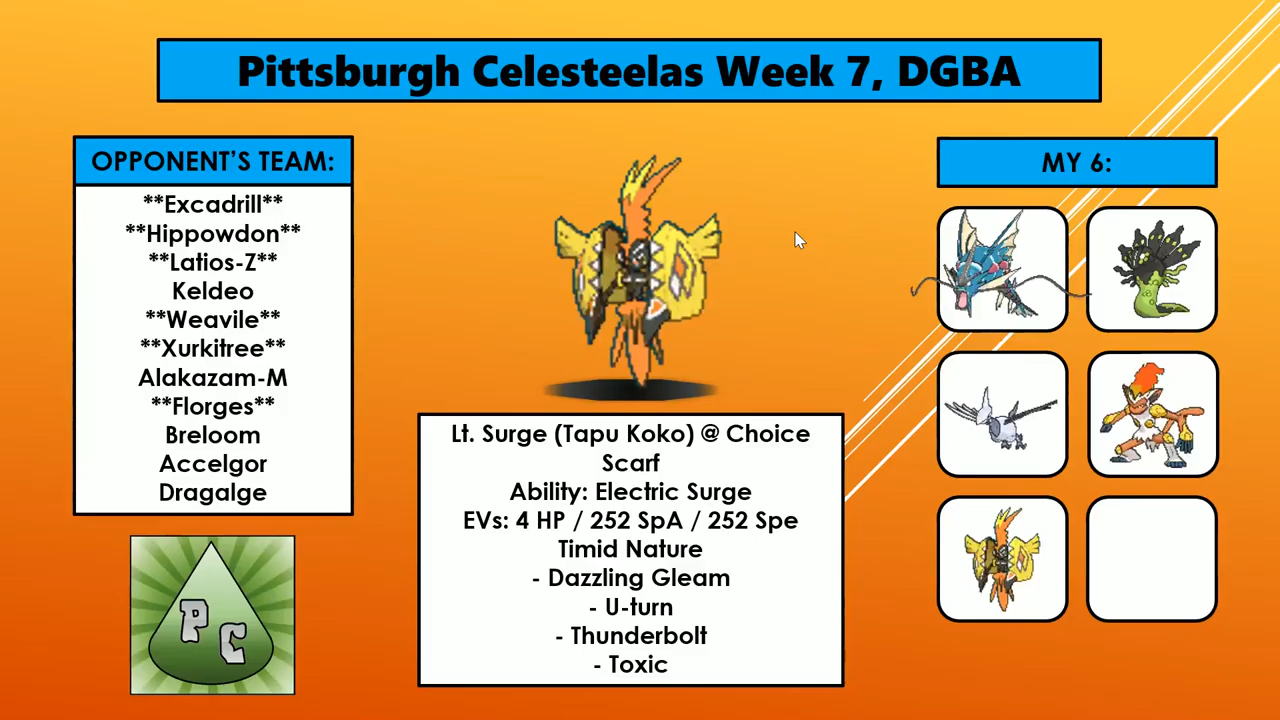 Pittsburgh Celesteelas Week 7, DGBA
OPPONENT'S TEAM:
**Excadrill**
**Hippowdon**
**Latios-Z**
Keldeo
**Weavile**
**Xurkitree**
Alakazam-M
**Florges**
Breloom
Accelgor
Dragalge
PC
Lt. Surge (Tapu Koko) @ Choice
Scarf
Ability: Electric Surge
EVs: 4 HP / 252 SpA / 252 Spe
Timid Nature
- Dazzling Gleam
- U-turn
- Thunderbolt
- Toxic
MY 6: